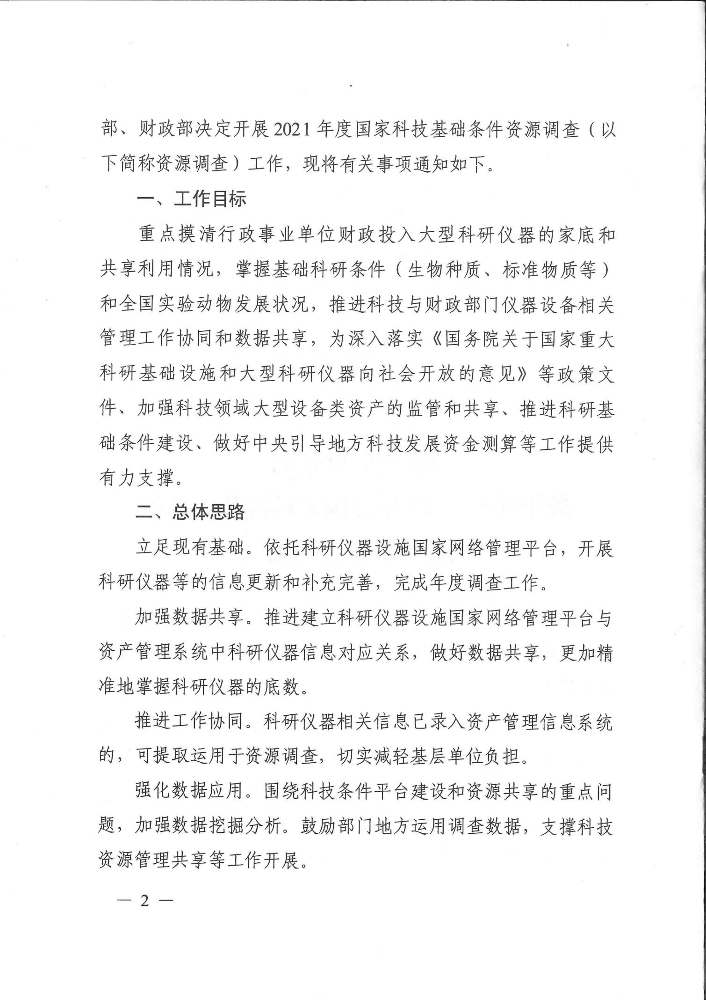 部、财政部决定开展 2021 年度国家科技基础条件资源调查（以
下简称资源调查）工作，现将有关事项通知如下。
一、工作目标
重点摸清行政事业单位财政投入大型科研仪器的家底和
共享利用情况，掌握基础科研条件（生物种质、标准物质等）
和全国实验动物发展状况，推进科技与财政部门仪器设备相关
管理工作协同和数据共享，为深入落实《国务院关于国家重大
科研基础设施和大型科研仪器向社会开放的意见》等政策文
件、加强科技领域大型设备类资产的监管和共享、推进科研基
础条件建设、做好中央引导地方科技发展资金测算等工作提供
有力支撑。
二、总体思路
立足现有基础。依托科研仪器设施国家网络管理平台，开展
科研仪器等的信息更新和补充完善，完成年度调查工作。
加强数据共享。推进建立科研仪器设施国家网络管理平台与
资产管理系统中科研仪器信息对应关系，做好数据共享，更加精
准地掌握科研仪器的底数。
推进工作协同。科研仪器相关信息已录入资产管理信息系统
的，可提取运用于资源调查，切实减轻基层单位负担。
强化数据应用。围绕科技条件平台建设和资源共享的重点问
题，加强数据挖掘分析。鼓励部门地方运用调查数据，支撑科技
资源管理共享等工作开展。
— 2 —